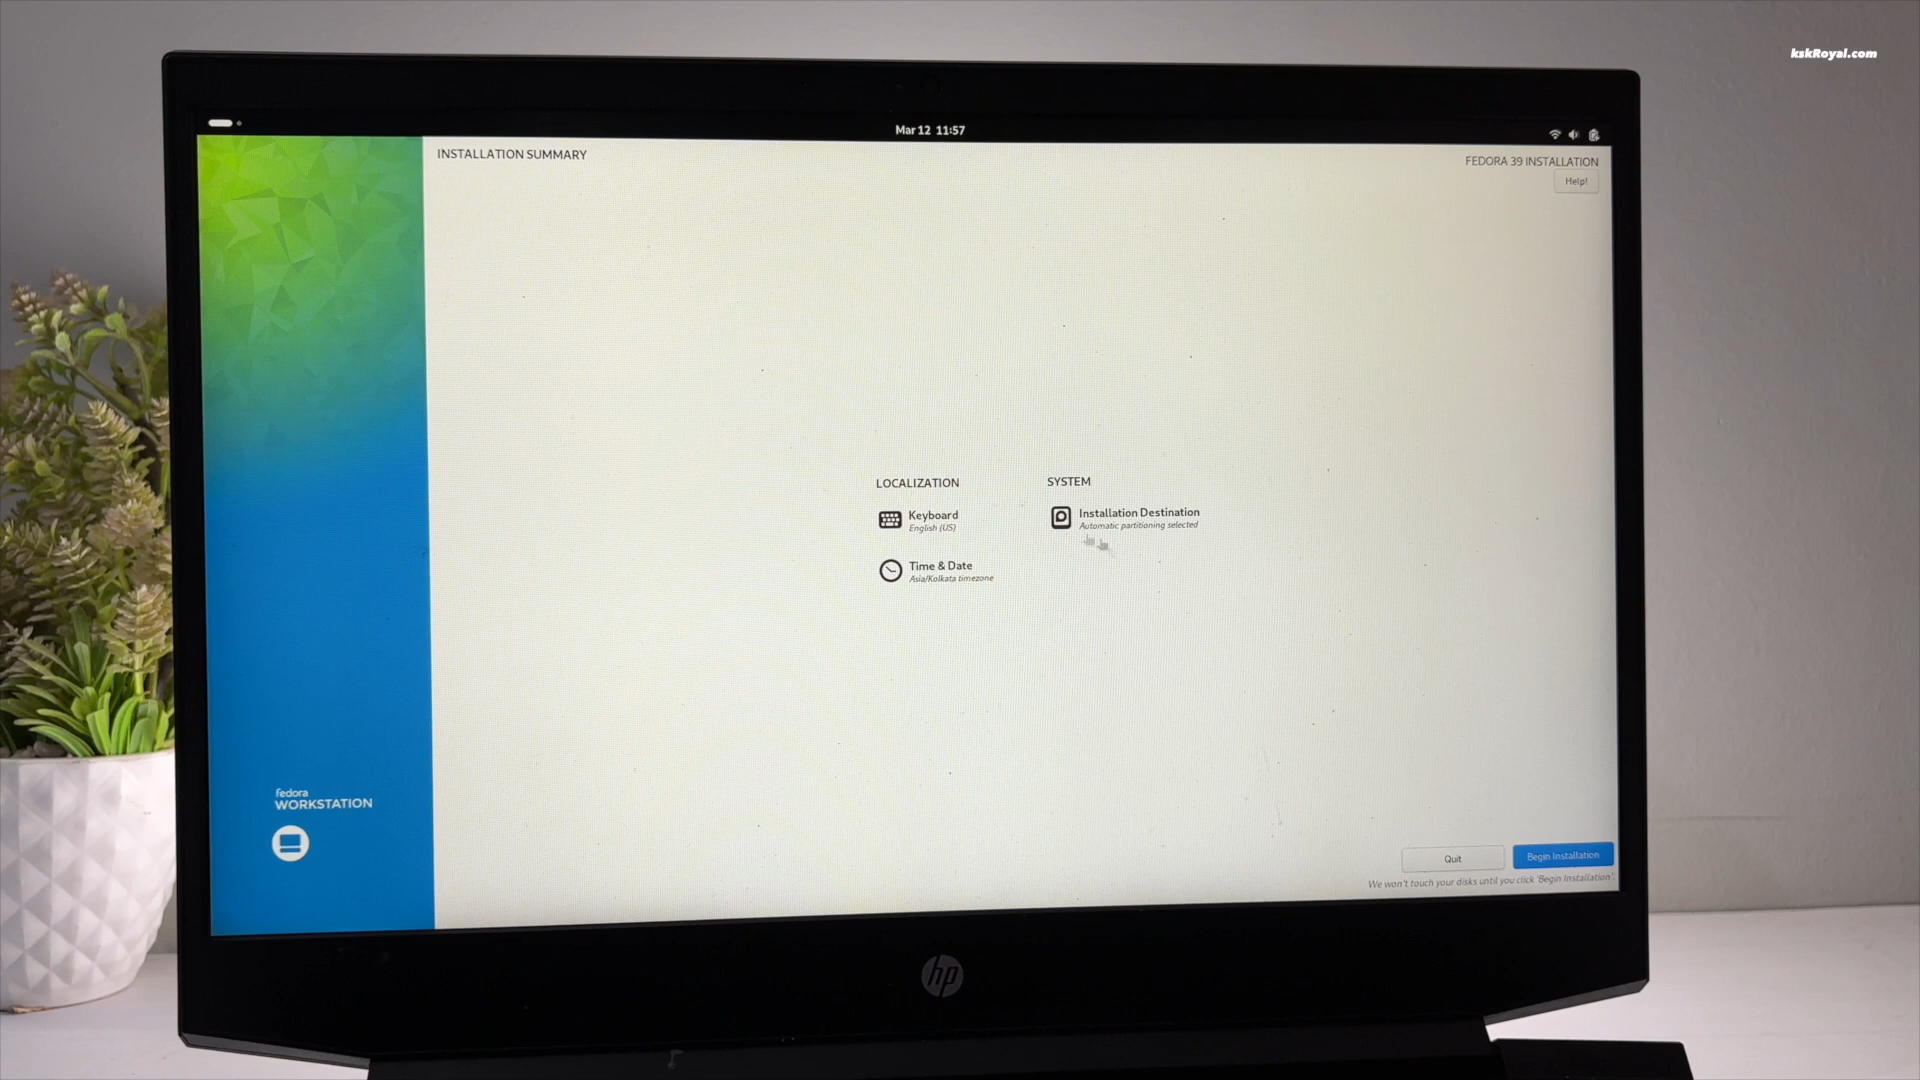 kskRoyal.com
Mar 12 11:57
INSTALLATION SUMMARY
FEDORA 39 INSTALLATION
Help!
LOCALIZATION
Keyboard
English (US)
Time & Date
Asia/Kolkata timezone
SYSTEM
Installation Destination
Automatic partitioning selected
fedora
WORKSTATION
Quit
Begin Installation
We won't touch your disks until you click 'Begin Installation'.
hp